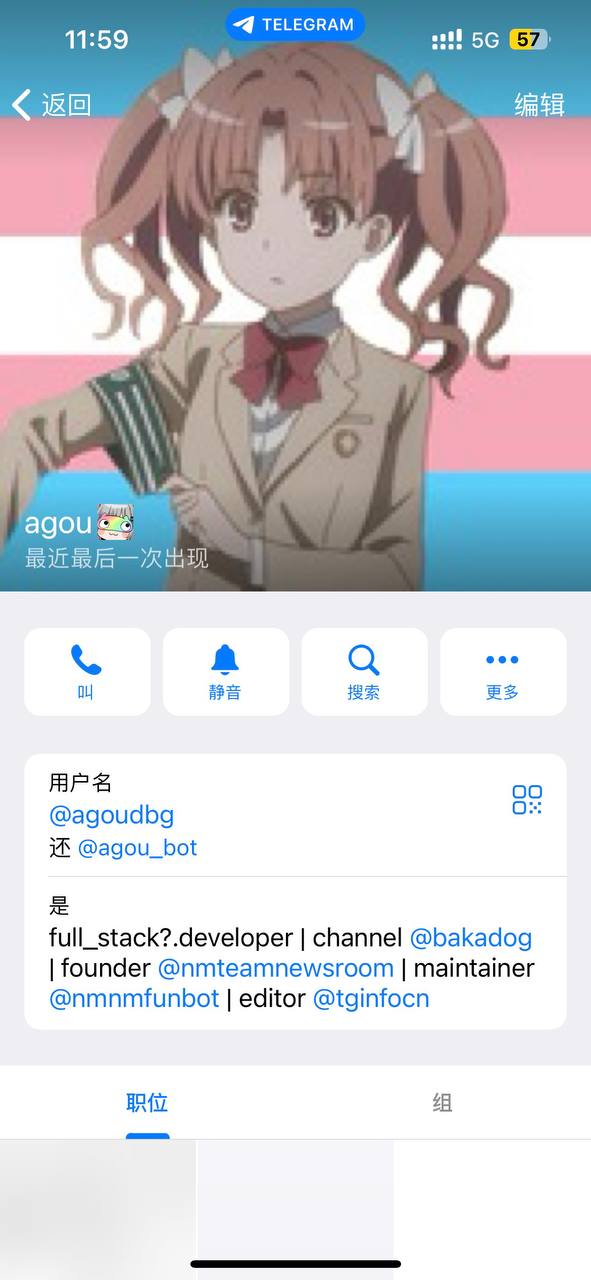 11:59
TELEGRAM
5G
57
返回
编辑
agou
最近最后一次出现
叫
静音
搜索
更多
用户名
@agoudbg
还 @agou_bot
是
full_stack?.developer | channel @bakadog
| founder @nmteamnewsroom | maintainer
@nmnmfunbot | editor @tginfocn
职位
组